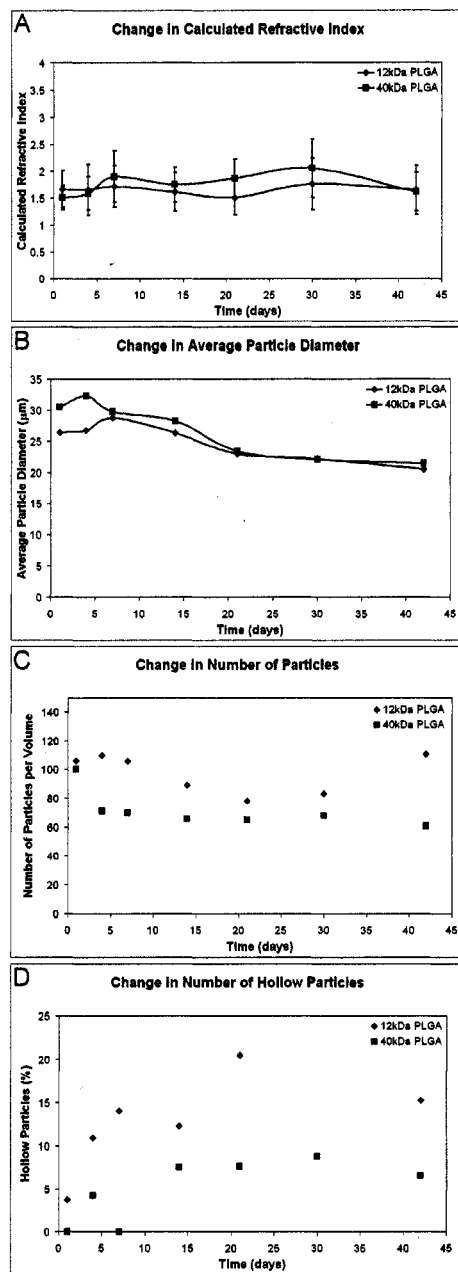 A
Change in Calculated Refractive Index
12kDa PLGA
40kDa PLGA
Calculated Refractive Index
4
3.5
3
2.5
2
1.5
1
0.5
0
0 5 10 15 20 25 30 35 40 45
Time (days)
B
Change in Average Particle Diameter
12kDa PLGA
40kDa PLGA
Average Particle Diameter (µm)
35
30
25
20
15
10
5
0
0 5 10 15 20 25 30 35 40 45
Time (days)
C
Change in Number of Particles
12kDa PLGA
40kDa PLGA
Number of Particles per Volume
140
120
100
80
60
40
20
0
0 5 10 15 20 25 30 35 40 45
Time (days)
D
Change in Number of Hollow Particles
12kDa PLGA
40kDa PLGA
Hollow Particles (%)
25
20
15
10
5
0
0 5 10 15 20 25 30 35 40 45
Time (days)